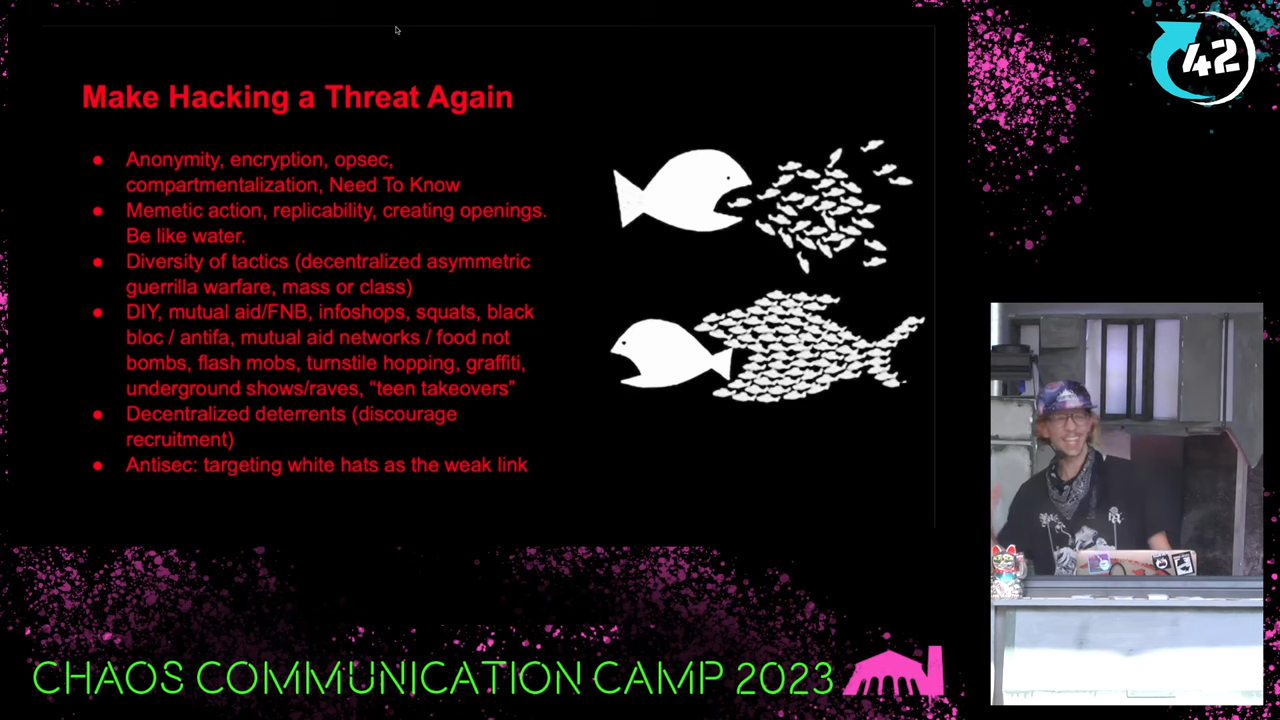 42
Make Hacking a Threat Again
● Anonymity, encryption, opsec,
compartmentalization, Need To Know
● Memetic action, replicability, creating openings.
Be like water.
● Diversity of tactics (decentralized asymmetric
guerrilla warfare, mass or class)
● DIY, mutual aid/FNB, infoshops, squats, black
bloc / antifa, mutual aid networks / food not
bombs, flash mobs, turnstile hopping, graffiti,
underground shows/raves, “teen takeovers”
● Decentralized deterrents (discourage
recruitment)
● Antisec: targeting white hats as the weak link
CHAOS COMMUNICATION CAMP 2023